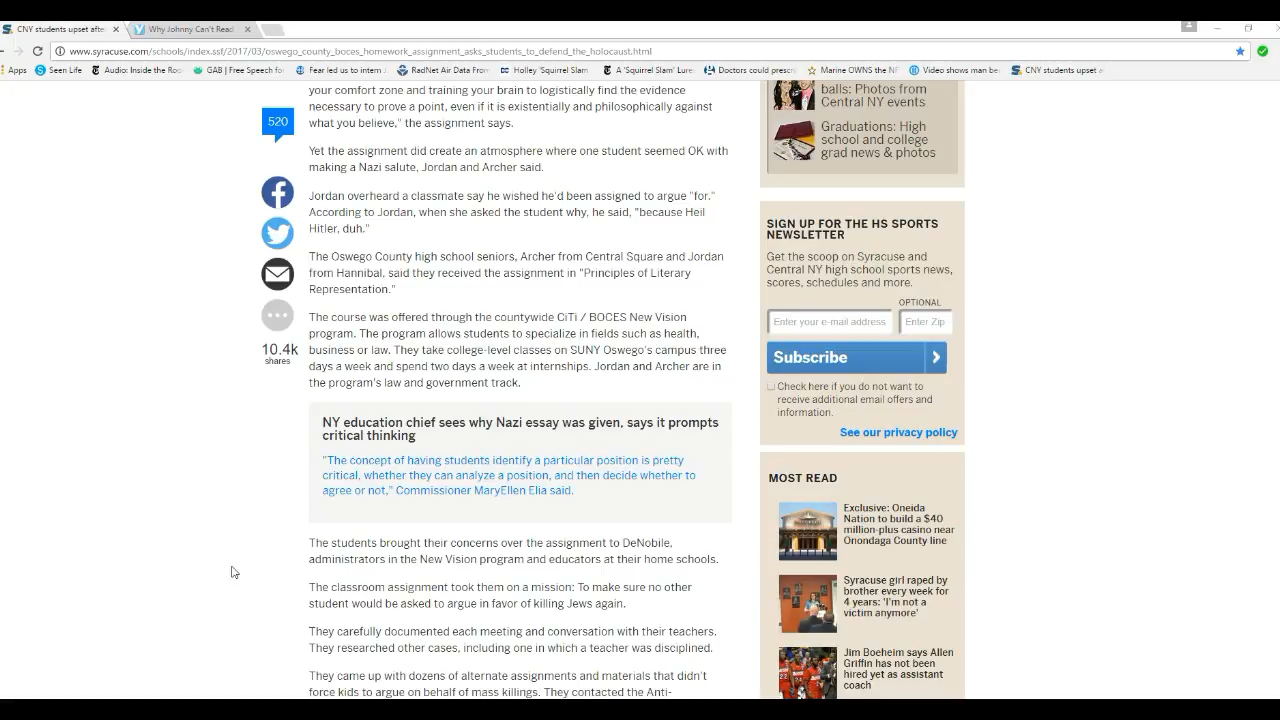 CNY students upset afte
Why Johnny Can't Read
www.syracuse.com/schools/index.ssf/2017/03/oswego_county_boces_homework_assignment_asks_students_to_defend_the_holocaust.html
Apps
Seen Life
Audio: Inside the Roo
GAB | Free Speech fo
Fear led us to intern J
RadNet Air Data From
Holley 'Squirrel Slam
A 'Squirrel Slam' Lure
Doctors could prescr
Marine OWNS the NF
Video shows man be
CNY students upset a
your comfort zone and training your brain to logistically find the evidence
necessary to prove a point, even if it is existentially and philosophically against
what you believe," the assignment says.
Yet the assignment did create an atmosphere where one student seemed OK with
making a Nazi salute, Jordan and Archer said.
Jordan overheard a classmate say he wished he'd been assigned to argue "for."
According to Jordan, when she asked the student why, he said, "because Heil
Hitler, duh."
The Oswego County high school seniors, Archer from Central Square and Jordan
from Hannibal, said they received the assignment in "Principles of Literary
Representation."
The course was offered through the countywide CiTi / BOCES New Vision
program. The program allows students to specialize in fields such as health,
business or law. They take college-level classes on SUNY Oswego's campus three
days a week and spend two days a week at internships. Jordan and Archer are in
the program's law and government track.
NY education chief sees why Nazi essay was given, says it prompts
critical thinking
"The concept of having students identify a particular position is pretty
critical, whether they can analyze a position, and then decide whether to
agree or not," Commissioner MaryEllen Elia said.
The students brought their concerns over the assignment to DeNobile,
administrators in the New Vision program and educators at their home schools.
The classroom assignment took them on a mission: To make sure no other
student would be asked to argue in favor of killing Jews again.
They carefully documented each meeting and conversation with their teachers.
They researched other cases, including one in which a teacher was disciplined.
They came up with dozens of alternate assignments and materials that didn't
force kids to argue on behalf of mass killings. They contacted the Anti-
520
10.4k
shares
balls: Photos from
Central NY events
Graduations: High
school and college
grad news & photos
SIGN UP FOR THE HS SPORTS
NEWSLETTER
Get the scoop on Syracuse and
Central NY high school sports news,
scores, schedules and more.
OPTIONAL
Enter your e-mail address
Enter Zip
Subscribe
Check here if you do not want to
receive additional email offers and
information.
See our privacy policy
MOST READ
Exclusive: Oneida
Nation to build a $40
million-plus casino near
Onondaga County line
Syracuse girl raped by
brother every week for
4 years: 'I'm not a
victim anymore'
Jim Boeheim says Allen
Griffin has not been
hired yet as assistant
coach